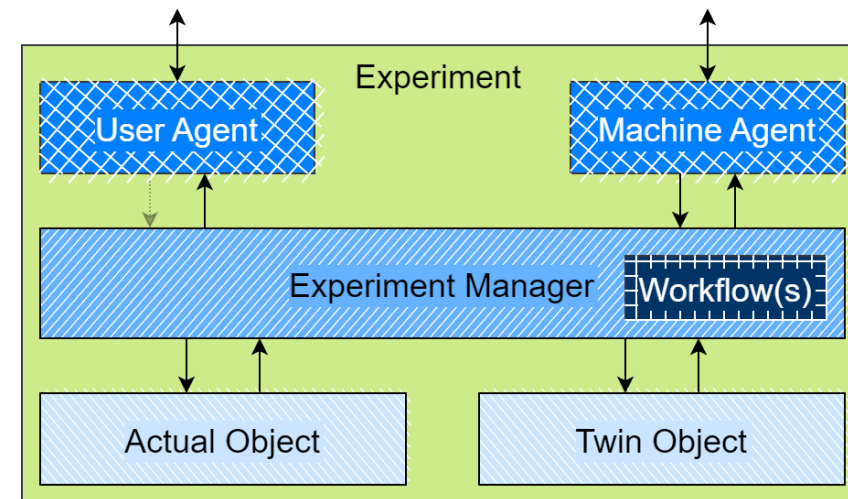 Experiment
User Agent
Machine Agent
Experiment Manager
Workflow(s)
Actual Object
Twin Object